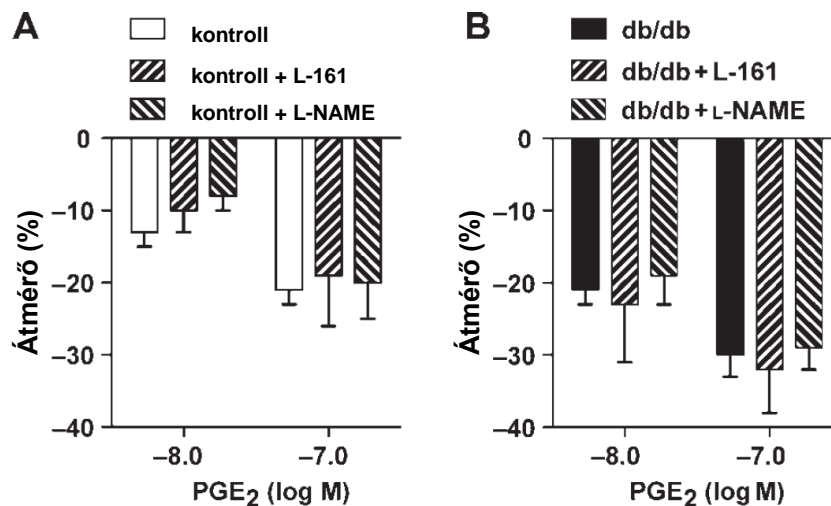 A
kontroll
kontroll + L-161
kontroll + L-NAME
0
–10
–20
–30
–40
Átmérő (%)
–8.0
–7.0
PGE₂ (log M)
B
db/db
db/db + L-161
db/db + L-NAME
0
–10
–20
–30
–40
Átmérő (%)
–8.0
–7.0
PGE₂ (log M)